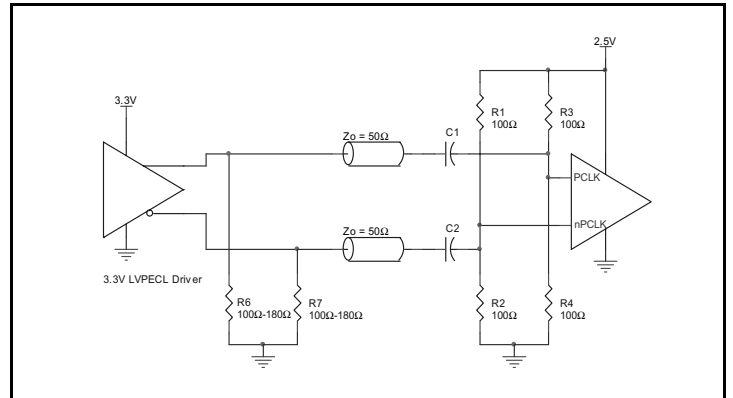 2.5V
3.3V
R1
100Ω
R3
100Ω
Zo = 50Ω
C1
PCLK
nPCLK
Zo = 50Ω
C2
3.3V LVPECL Driver
R6
100Ω-180Ω
R7
100Ω-180Ω
R2
100Ω
R4
100Ω